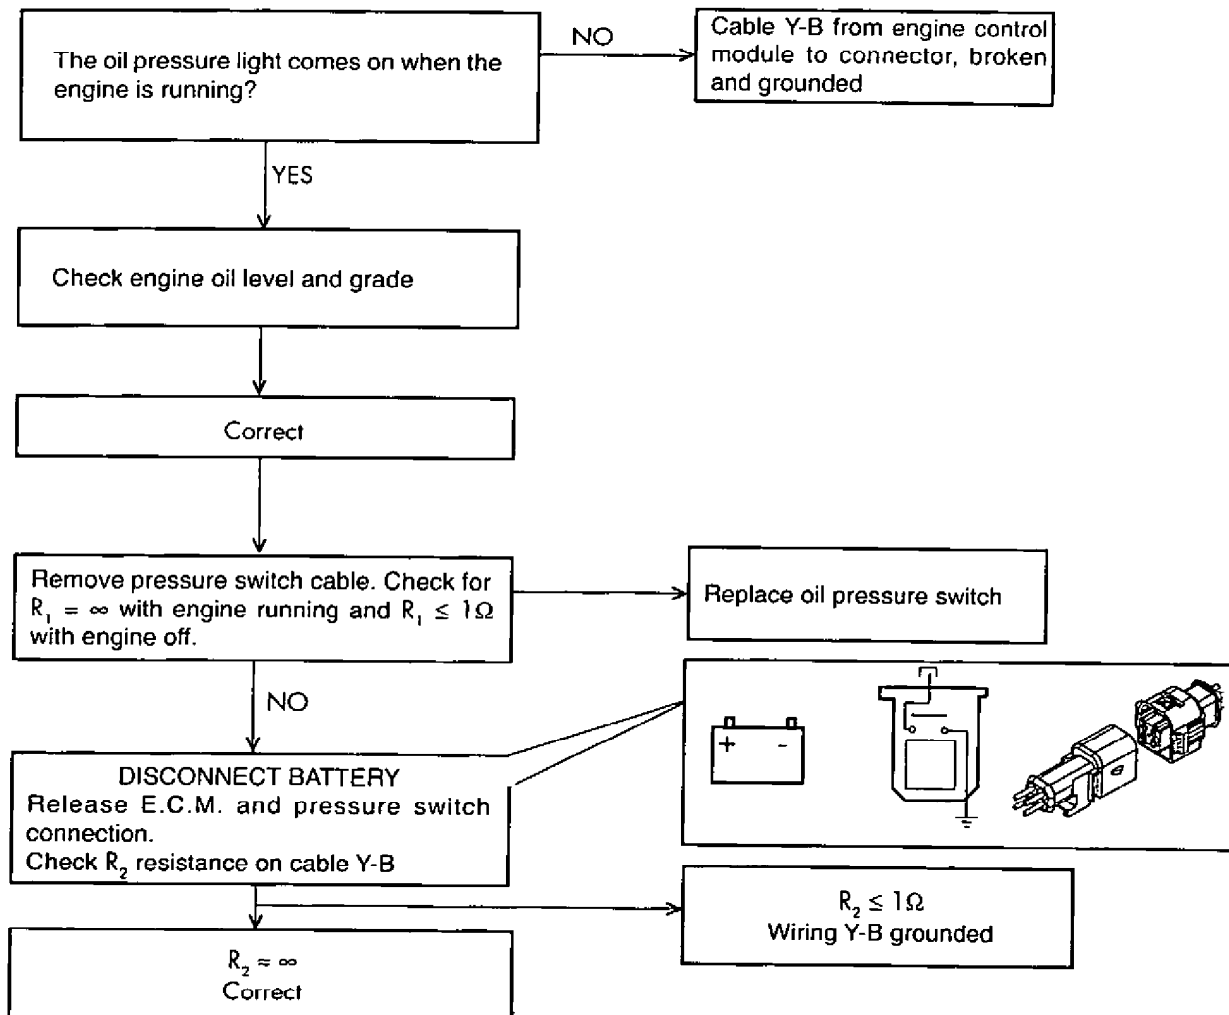 The oil pressure light comes on when the
engine is running?
NO
Cable Y-B from engine control
module to connector, broken
and grounded
YES
Check engine oil level and grade
Correct
Remove pressure switch cable. Check for
R₁ = ∞ with engine running and R₁ ≤ 1Ω
with engine off.
Replace oil pressure switch
NO
+ -
DISCONNECT BATTERY
Release E.C.M. and pressure switch
connection.
Check R₂ resistance on cable Y-B
R₂ ≤ 1Ω
Wiring Y-B grounded
R₂ = ∞
Correct